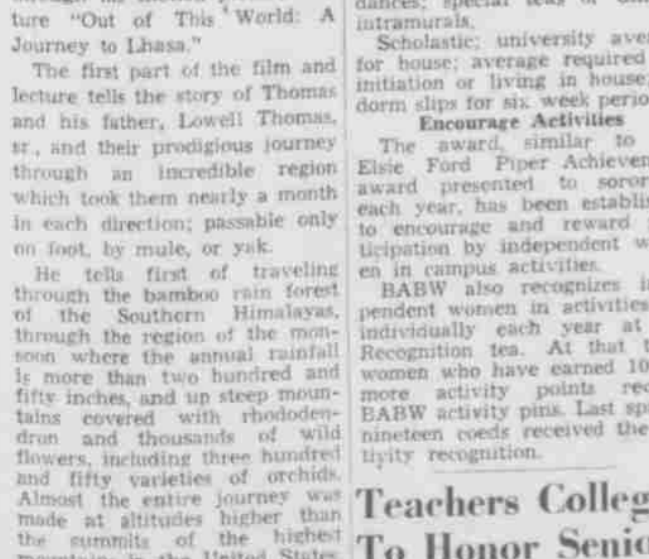 ture "Out of This World: A
Journey to Lhasa."
The first part of the film and
lecture tells the story of Thomas
and his father, Lowell Thomas,
sr., and their prodigious journey
through an incredible region
which took them nearly a month
in each direction; passable only
on foot, by mule, or yak.
He tells first of traveling
through the bamboo rain forest
of the Southern Himalayas,
through the region of the mon-
soon where the annual rainfall
is more than two hundred and
fifty inches, and up steep moun-
tains covered with rhododen-
dron and thousands of wild
flowers, including three hundred
and fifty varieties of orchids.
Almost the entire journey was
made at altitudes higher than
the summits of the highest
mountains in the United States.
intramurals.
Scholastic; university ave
for house; average required
initiation or living in house;
dorm slips for six week perio
Encourage Activities
The award, similar to
Elsie Ford Piper Achieve
award presented to soror
each year, has been establi
to encourage and reward
ticipation by independent w
en in campus activities.
BABW also recognizes i
pendent women in activities
individually each year at
Recognition tea. At that t
women who have earned 10
more activity points rec
BABW activity pins. Last sp
nineteen coeds received the
tivity recognition.
Teachers Colleg
To Honor Senio